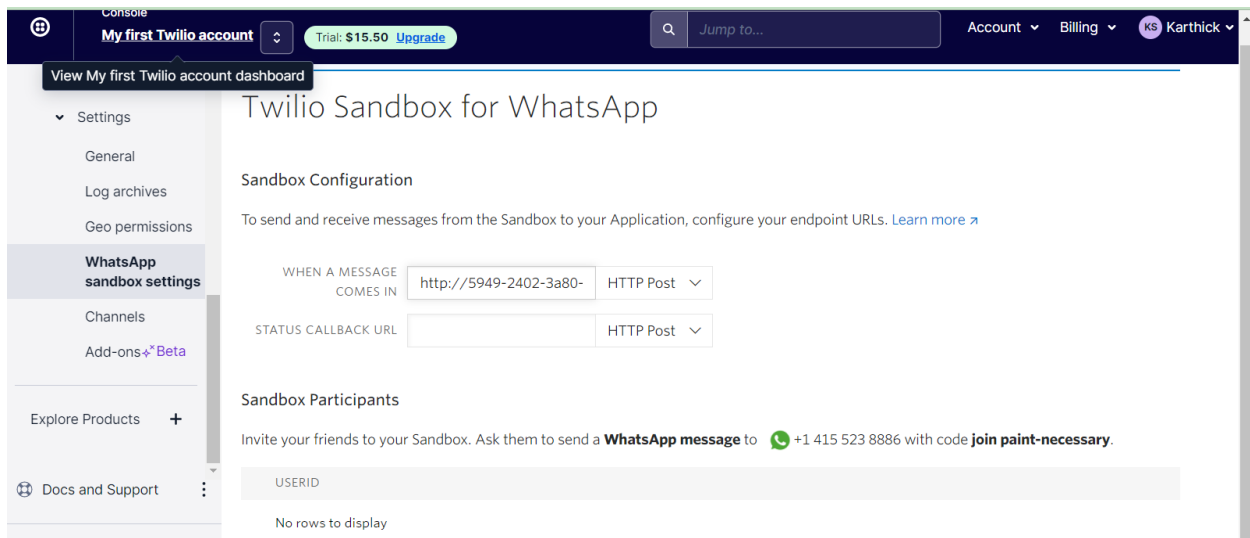 Console
My first Twilio account
Trial: $15.50 Upgrade
Jump to...
Account
Billing
KS Karthick
View My first Twilio account dashboard
Settings
General
Log archives
Geo permissions
WhatsApp
sandbox settings
Channels
Add-ons Beta
Explore Products +
Docs and Support
Twilio Sandbox for WhatsApp
Sandbox Configuration
To send and receive messages from the Sandbox to your Application, configure your endpoint URLs. Learn more
WHEN A MESSAGE
COMES IN
http://5949-2402-3a80-
HTTP Post
STATUS CALLBACK URL
HTTP Post
Sandbox Participants
Invite your friends to your Sandbox. Ask them to send a WhatsApp message to +1 415 523 8886 with code join paint-necessary.
USERID
No rows to display